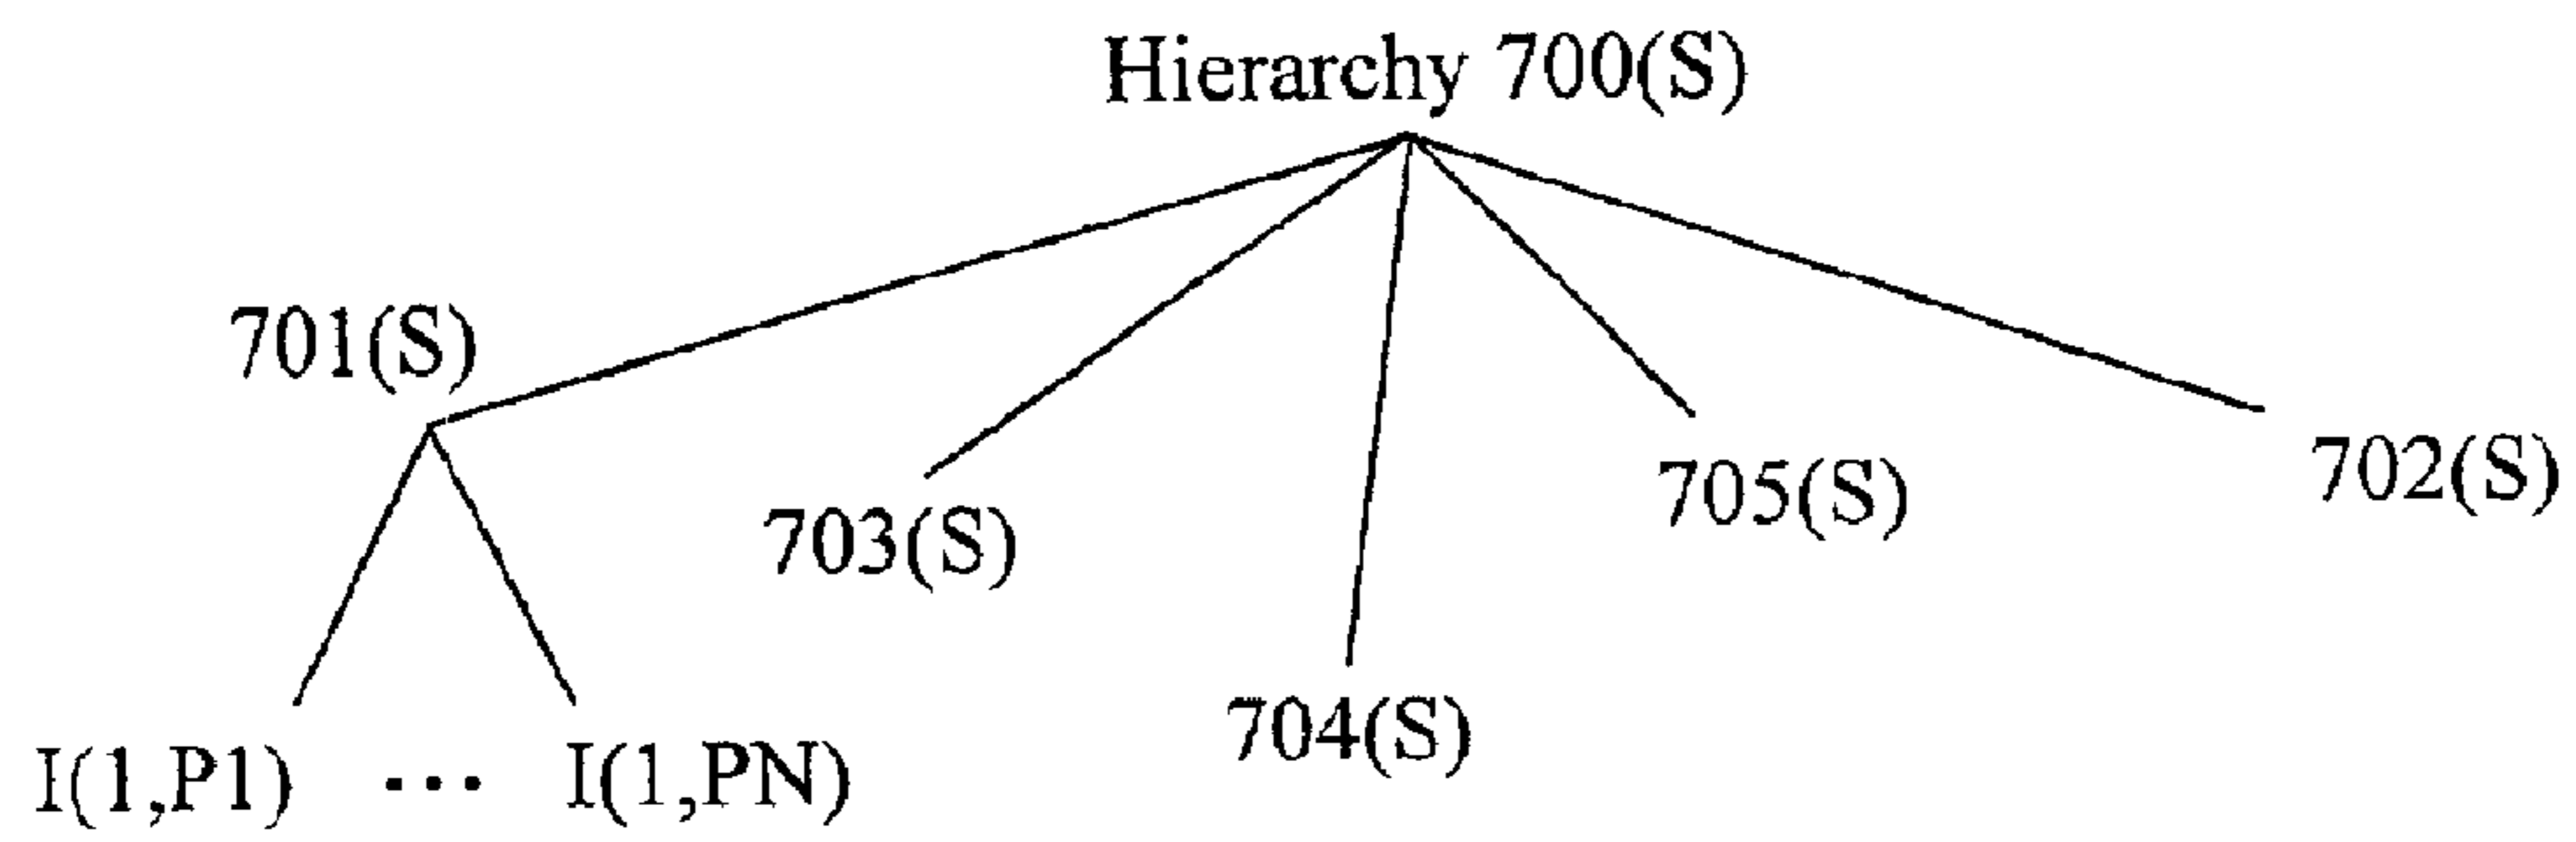 Hierarchy 700(S)
701(S)
702(S)
703(S)
705(S)
704(S)
I(1,P1) ... I(1,PN)